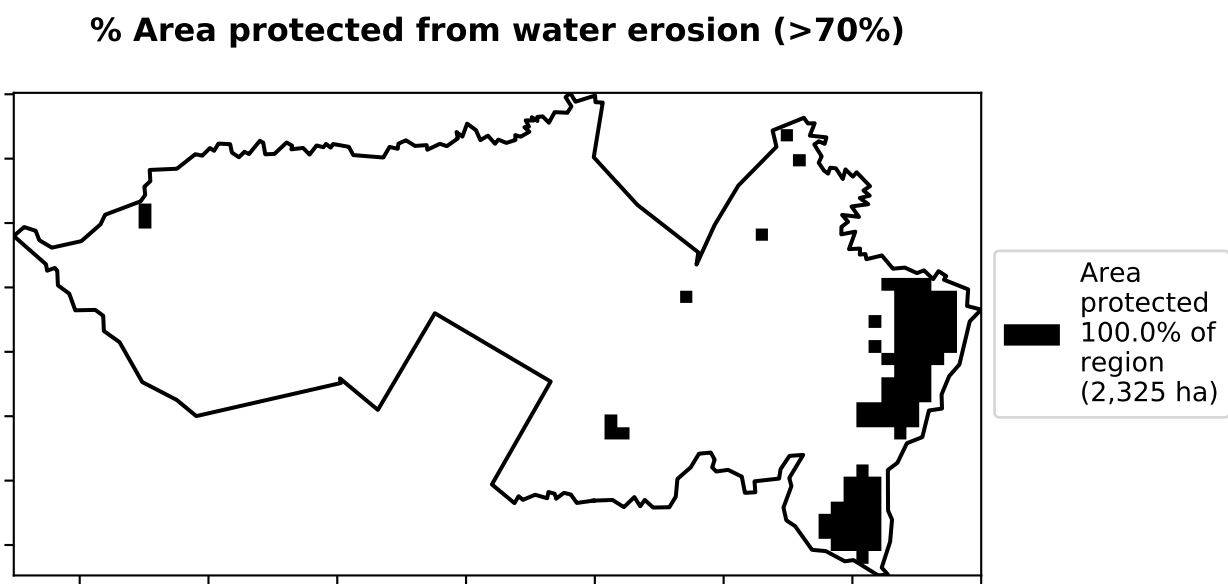 % Area protected from water erosion (>70%)
Area
protected
100.0% of
region
(2,325 ha)